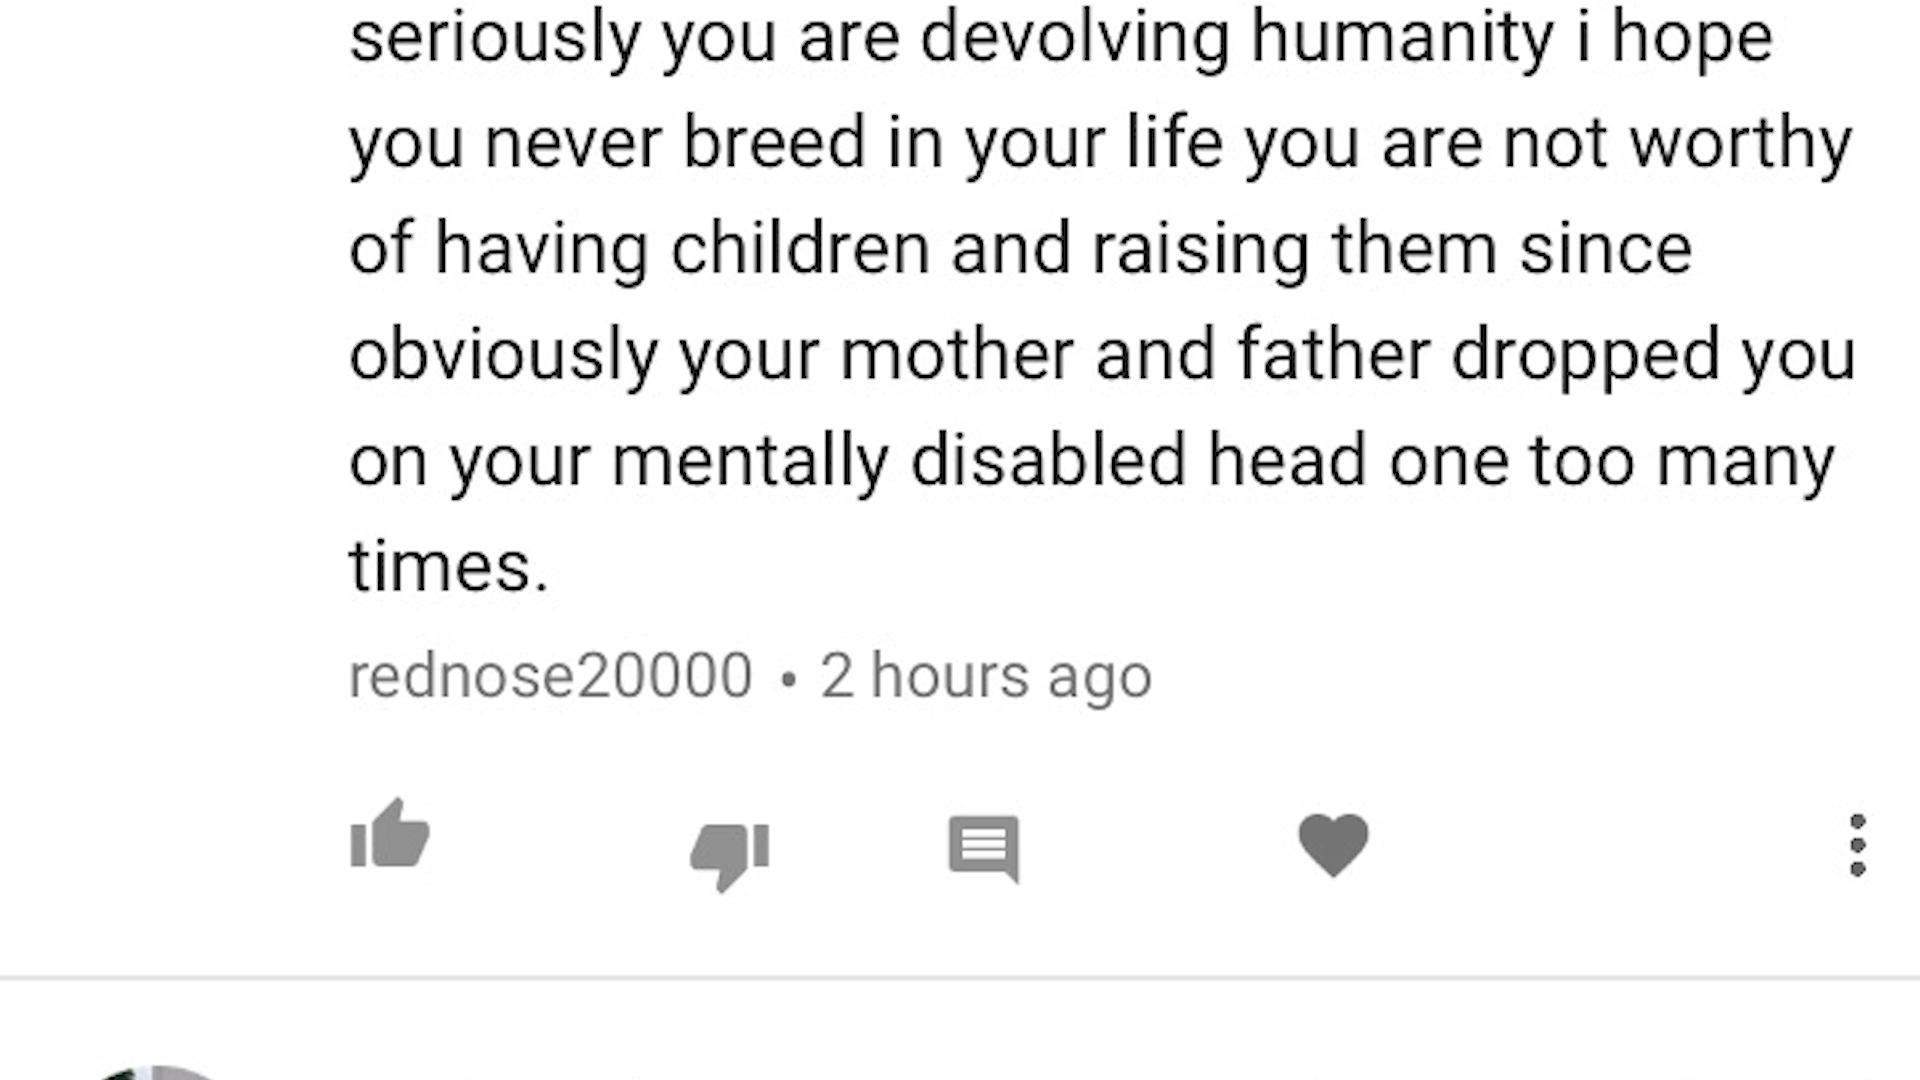 seriously you are devolving humanity i hope
you never breed in your life you are not worthy
of having children and raising them since
obviously your mother and father dropped you
on your mentally disabled head one too many
times.
rednose20000 • 2 hours ago